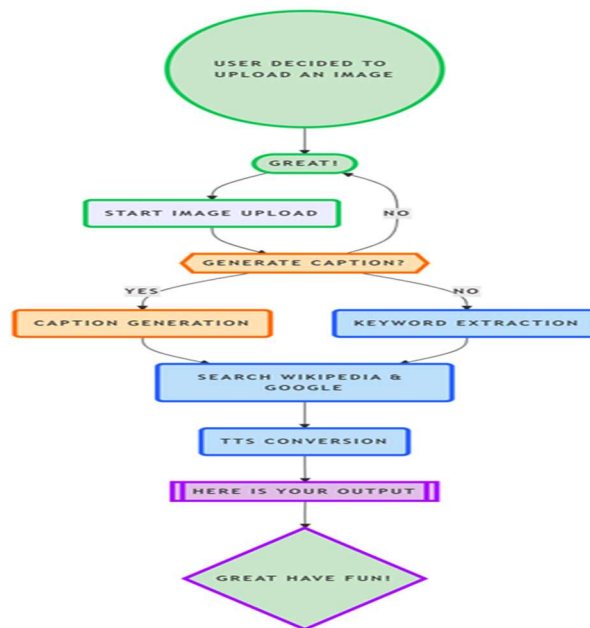 USER DECIDED TO
UPLOAD AN IMAGE
GREAT!
START IMAGE UPLOAD
NO
GENERATE CAPTION?
YES
NO
CAPTION GENERATION
KEYWORD EXTRACTION
SEARCH WIKIPEDIA &
GOOGLE
TTS CONVERSION
HERE IS YOUR OUTPUT
GREAT HAVE FUN!